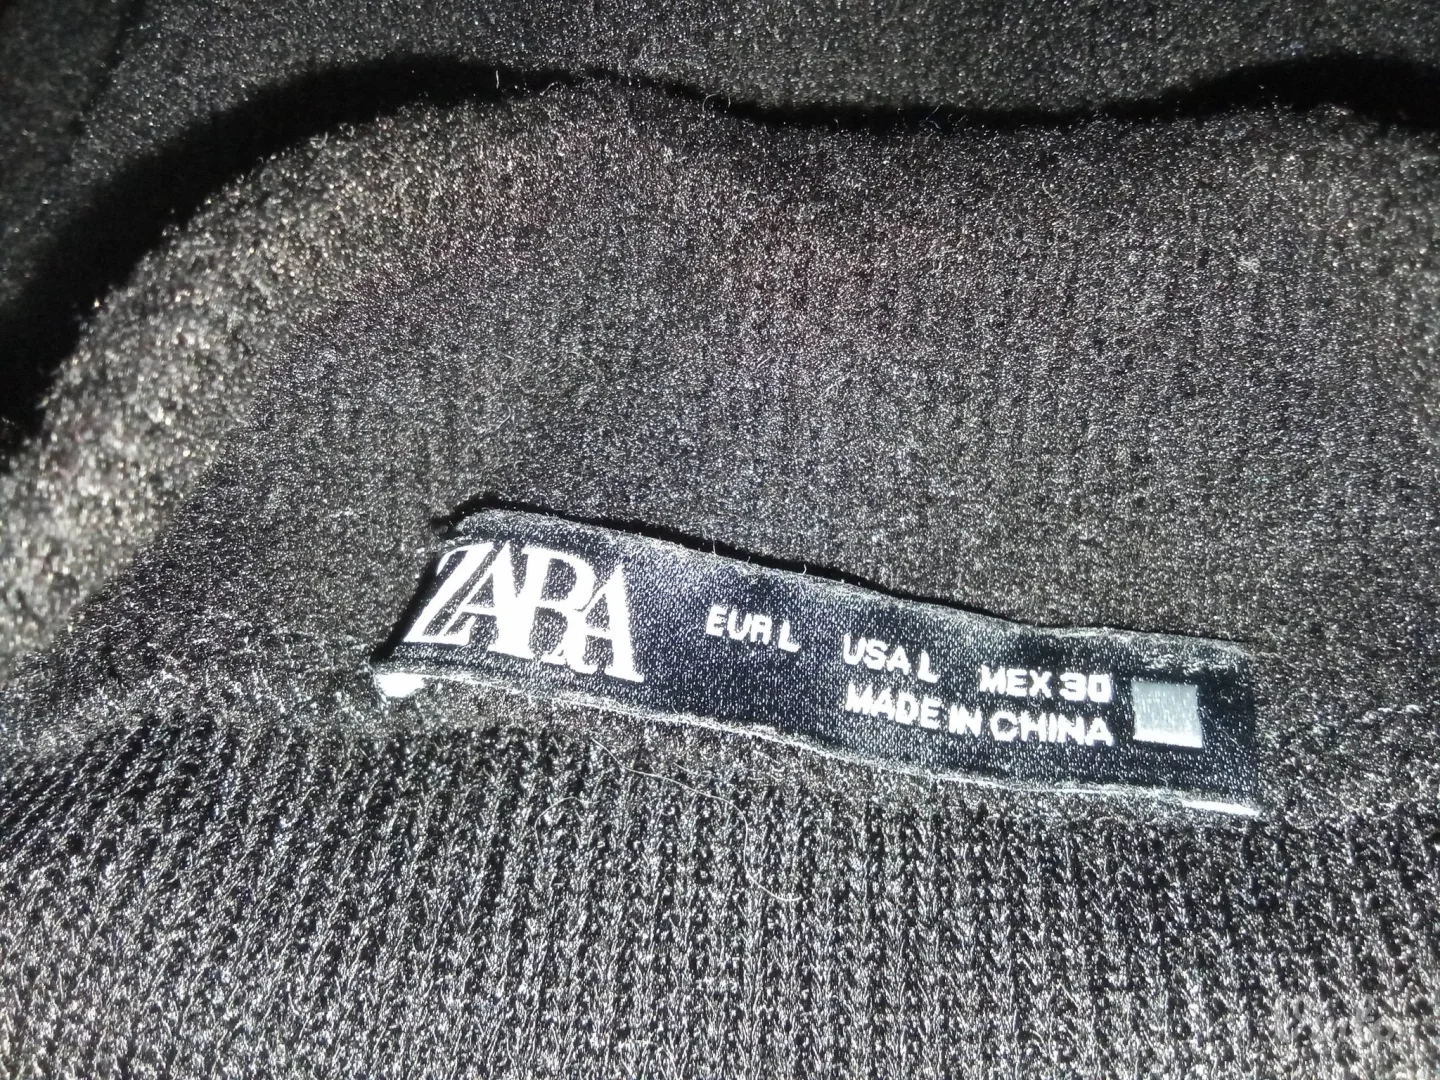 ZARA EUR L USA L MEX 30
MADE IN CHINA